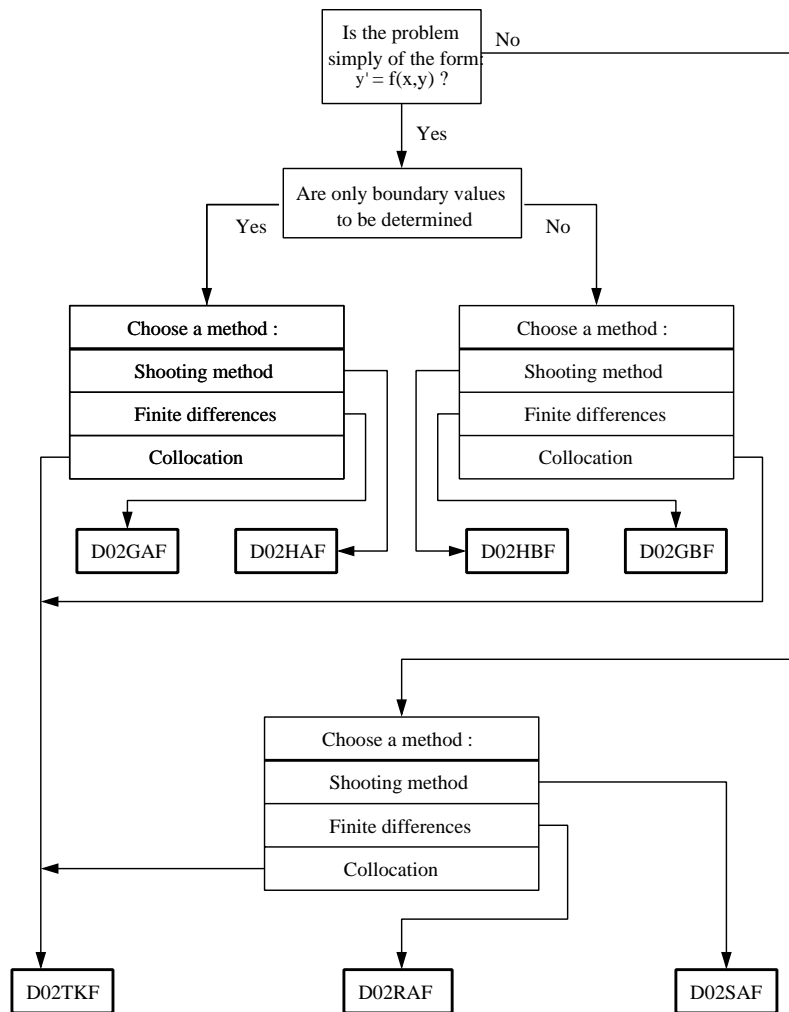 Is the problem
simply of the form:
y' = f(x,y) ?
No
Yes
Are only boundary values
to be determined
Yes
No
Choose a method :
Shooting method
Finite differences
Collocation
Choose a method :
Shooting method
Finite differences
Collocation
D02GAF
D02HAF
D02HBF
D02GBF
Choose a method :
Shooting method
Finite differences
Collocation
D02TKF
D02RAF
D02SAF